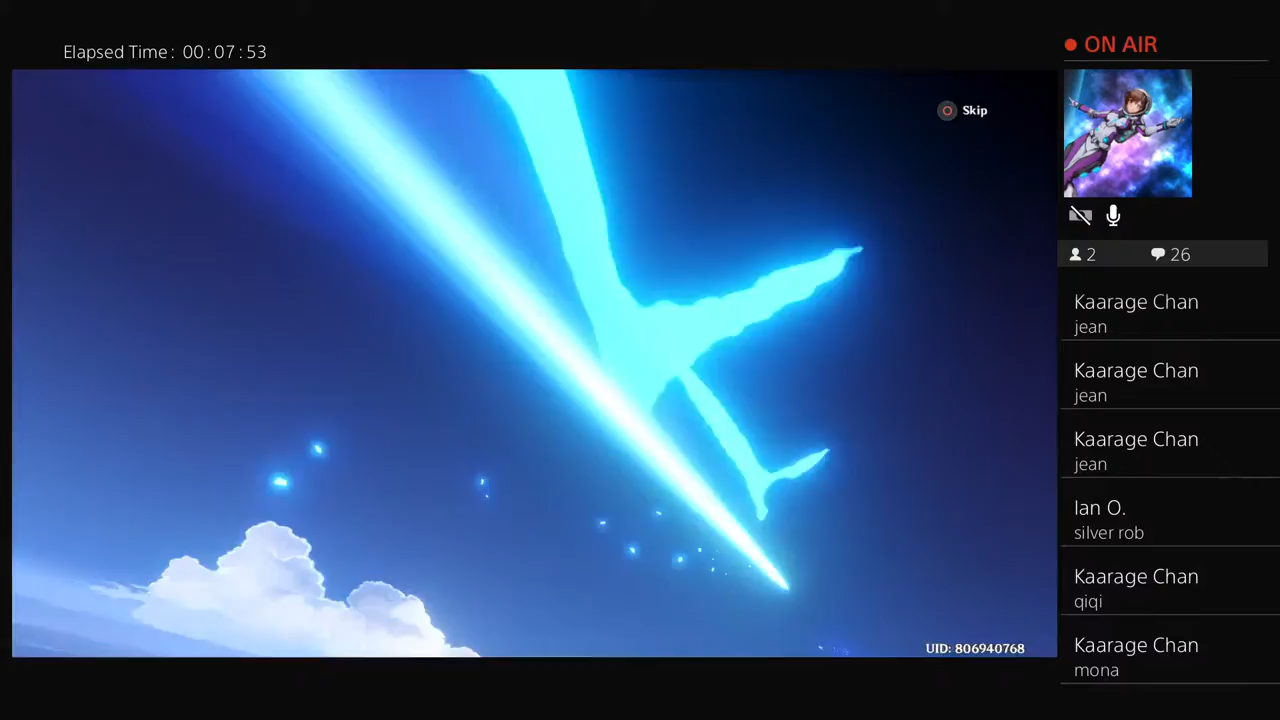 Elapsed Time: 00:07:53
ON AIR
Skip
2
26
Kaarage Chan
jean
Kaarage Chan
jean
Kaarage Chan
jean
Ian O.
silver rob
Kaarage Chan
qiqi
Kaarage Chan
mona
UID: 806940768